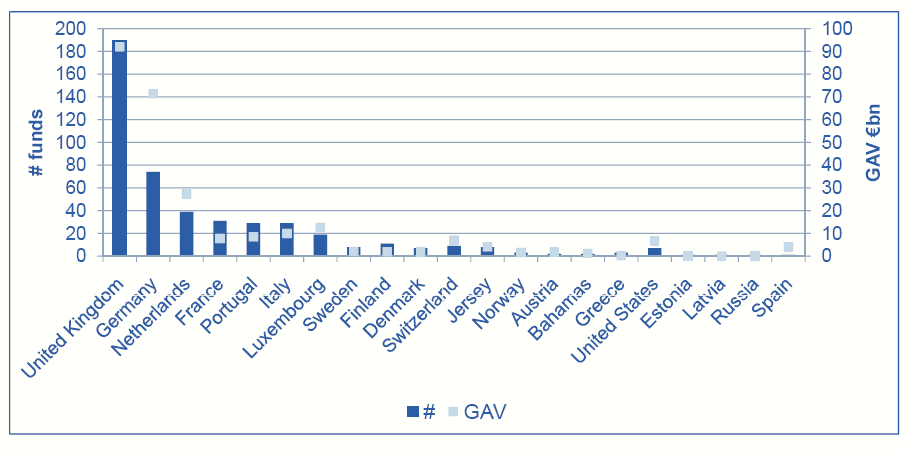 200
180
160
140
120
100
80
60
40
20
0
# funds
100
90
80
70
60
50
40
30
20
10
0
GAV €bn
United Kingdom
Germany
Netherlands
France
Portugal
Italy
Luxembourg
Sweden
Finland
Denmark
Switzerland
Jersey
Norway
Austria
Bahamas
Greece
United States
Estonia
Latvia
Russia
Spain
# GAV